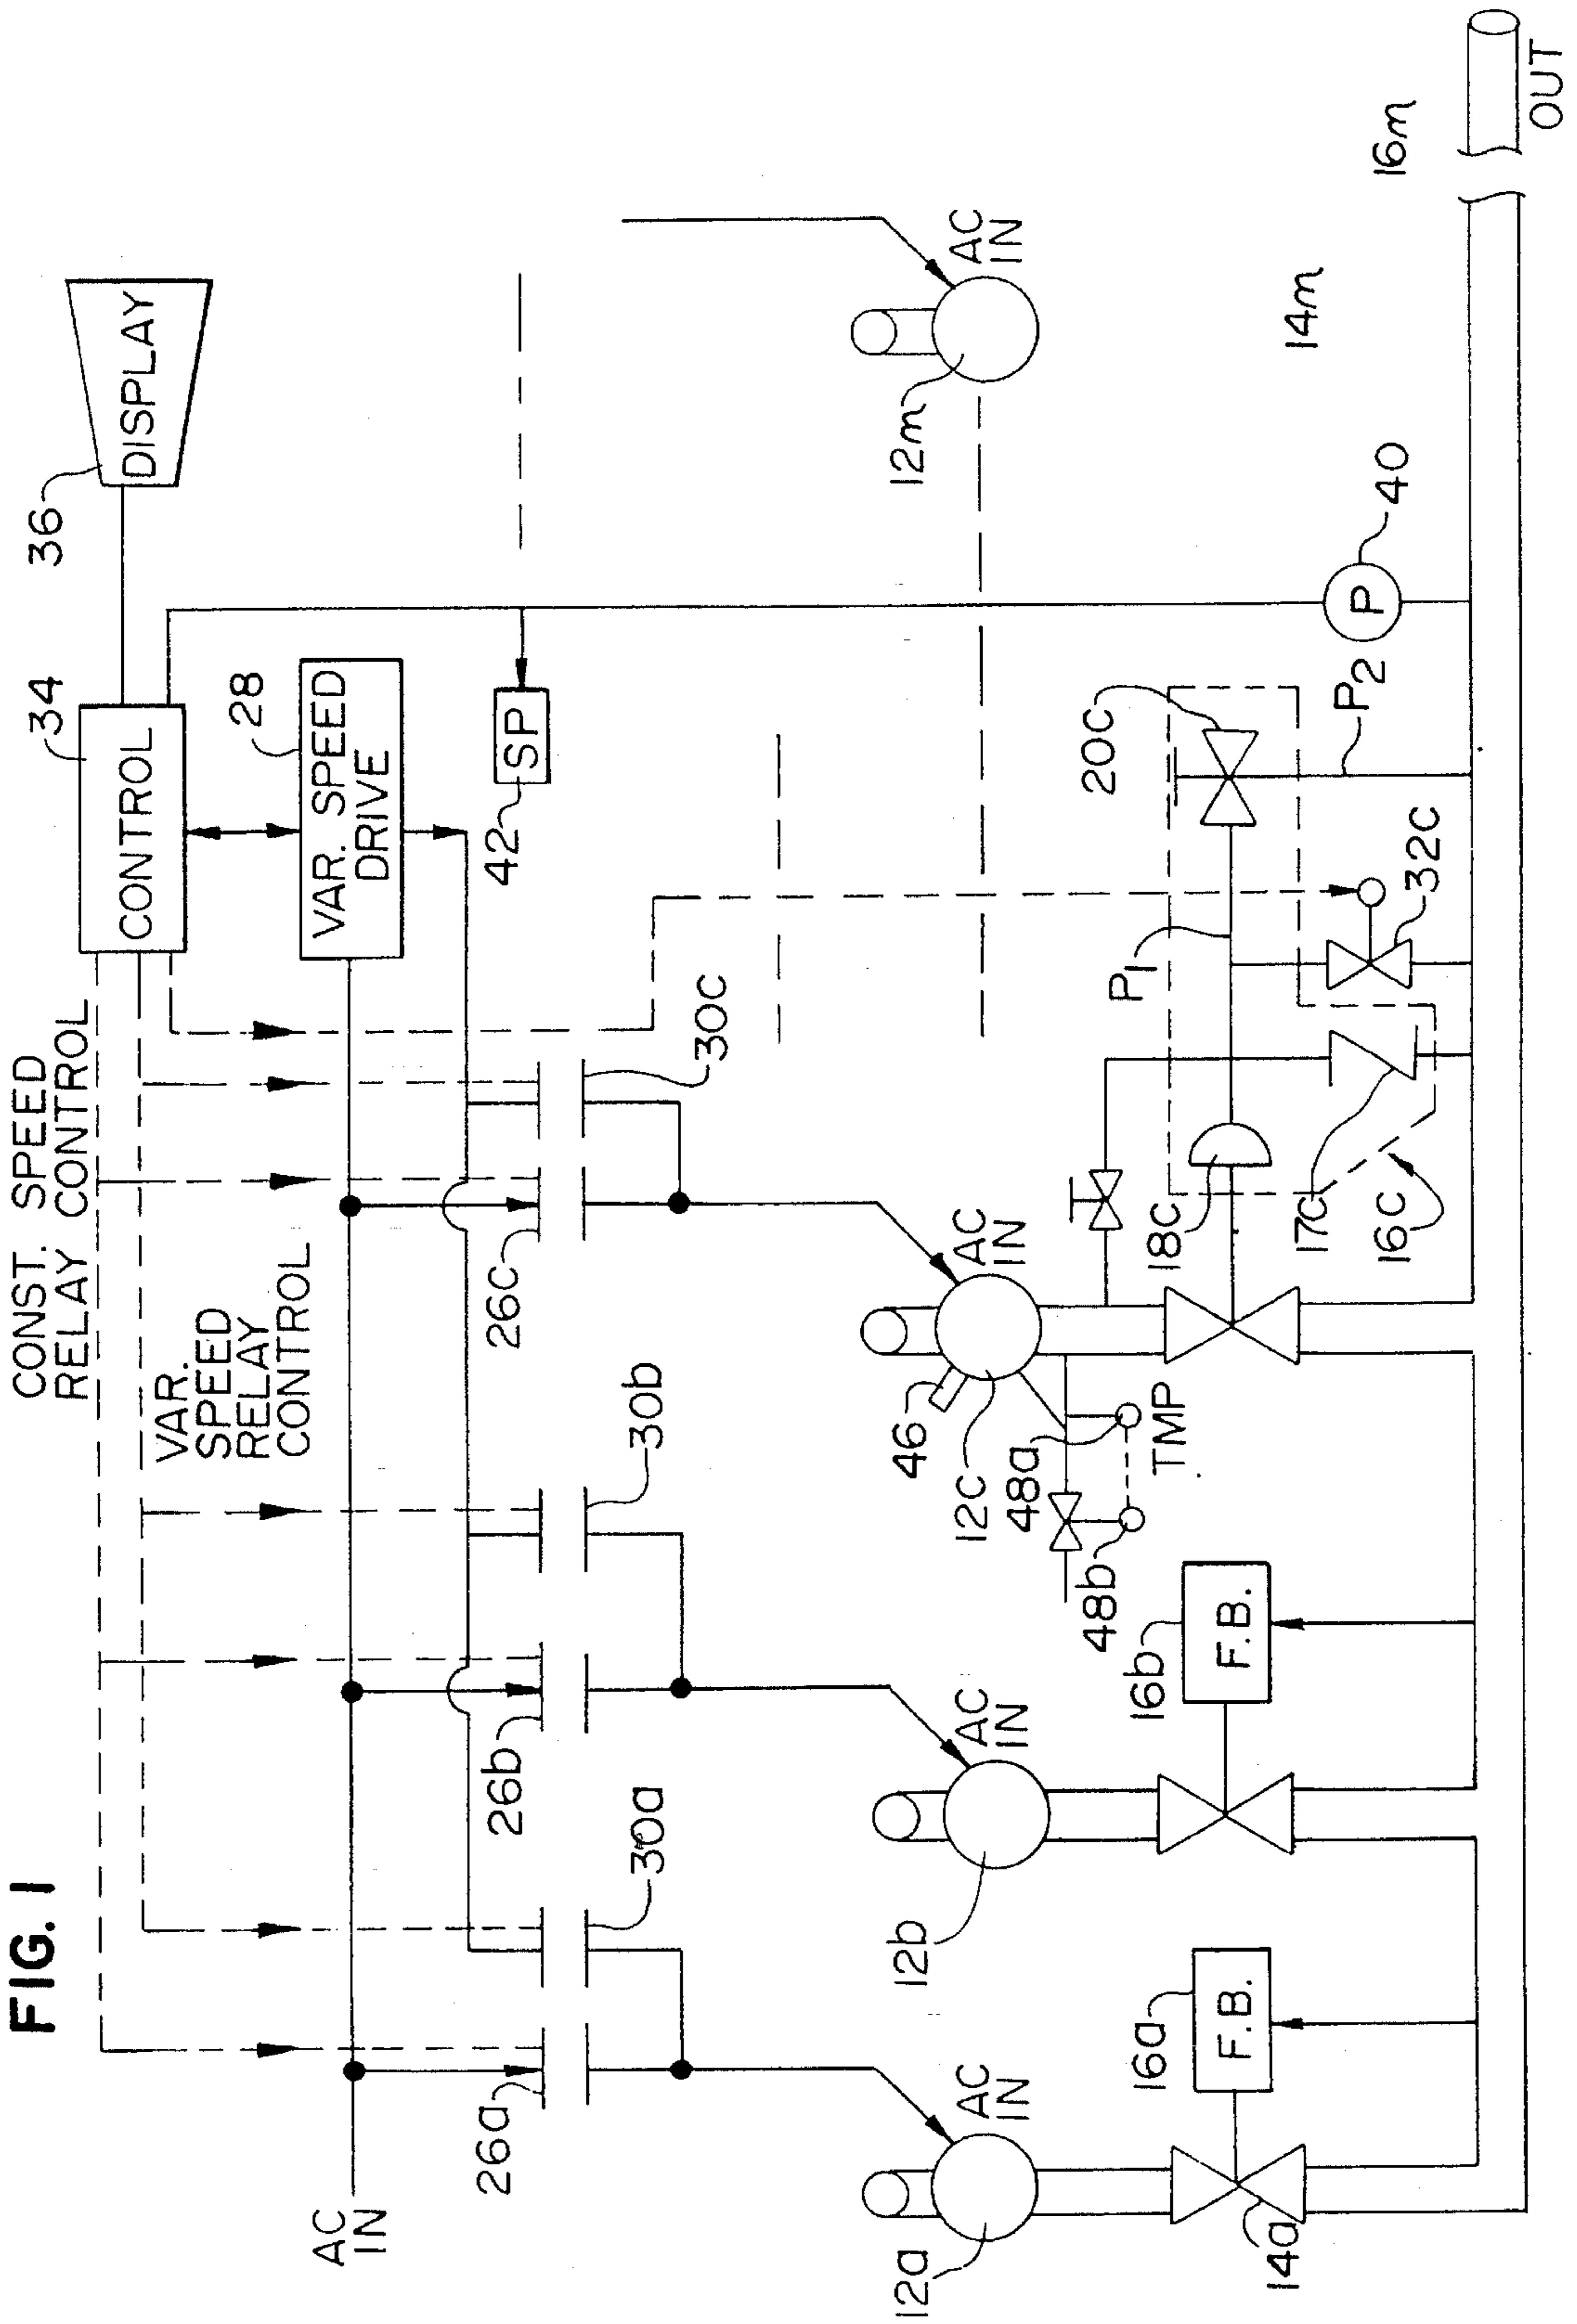 FIG. 1
CONST. SPEED
RELAY CONTROL
VAR.
SPEED
RELAY
CONTROL
34
CONTROL
36
DISPLAY
28
VAR. SPEED
DRIVE
AC
IN
42
SP
26a
30a
26b
30b
26c
30c
12a
AC
IN
12b
AC
IN
46
12c
AC
IN
48a
48b
TMP
12m
AC
IN
14a
16a
F.B.
16b
F.B.
18c
17c
16c
P1
20c
32c
P2
P
40
14m
16m
OUT